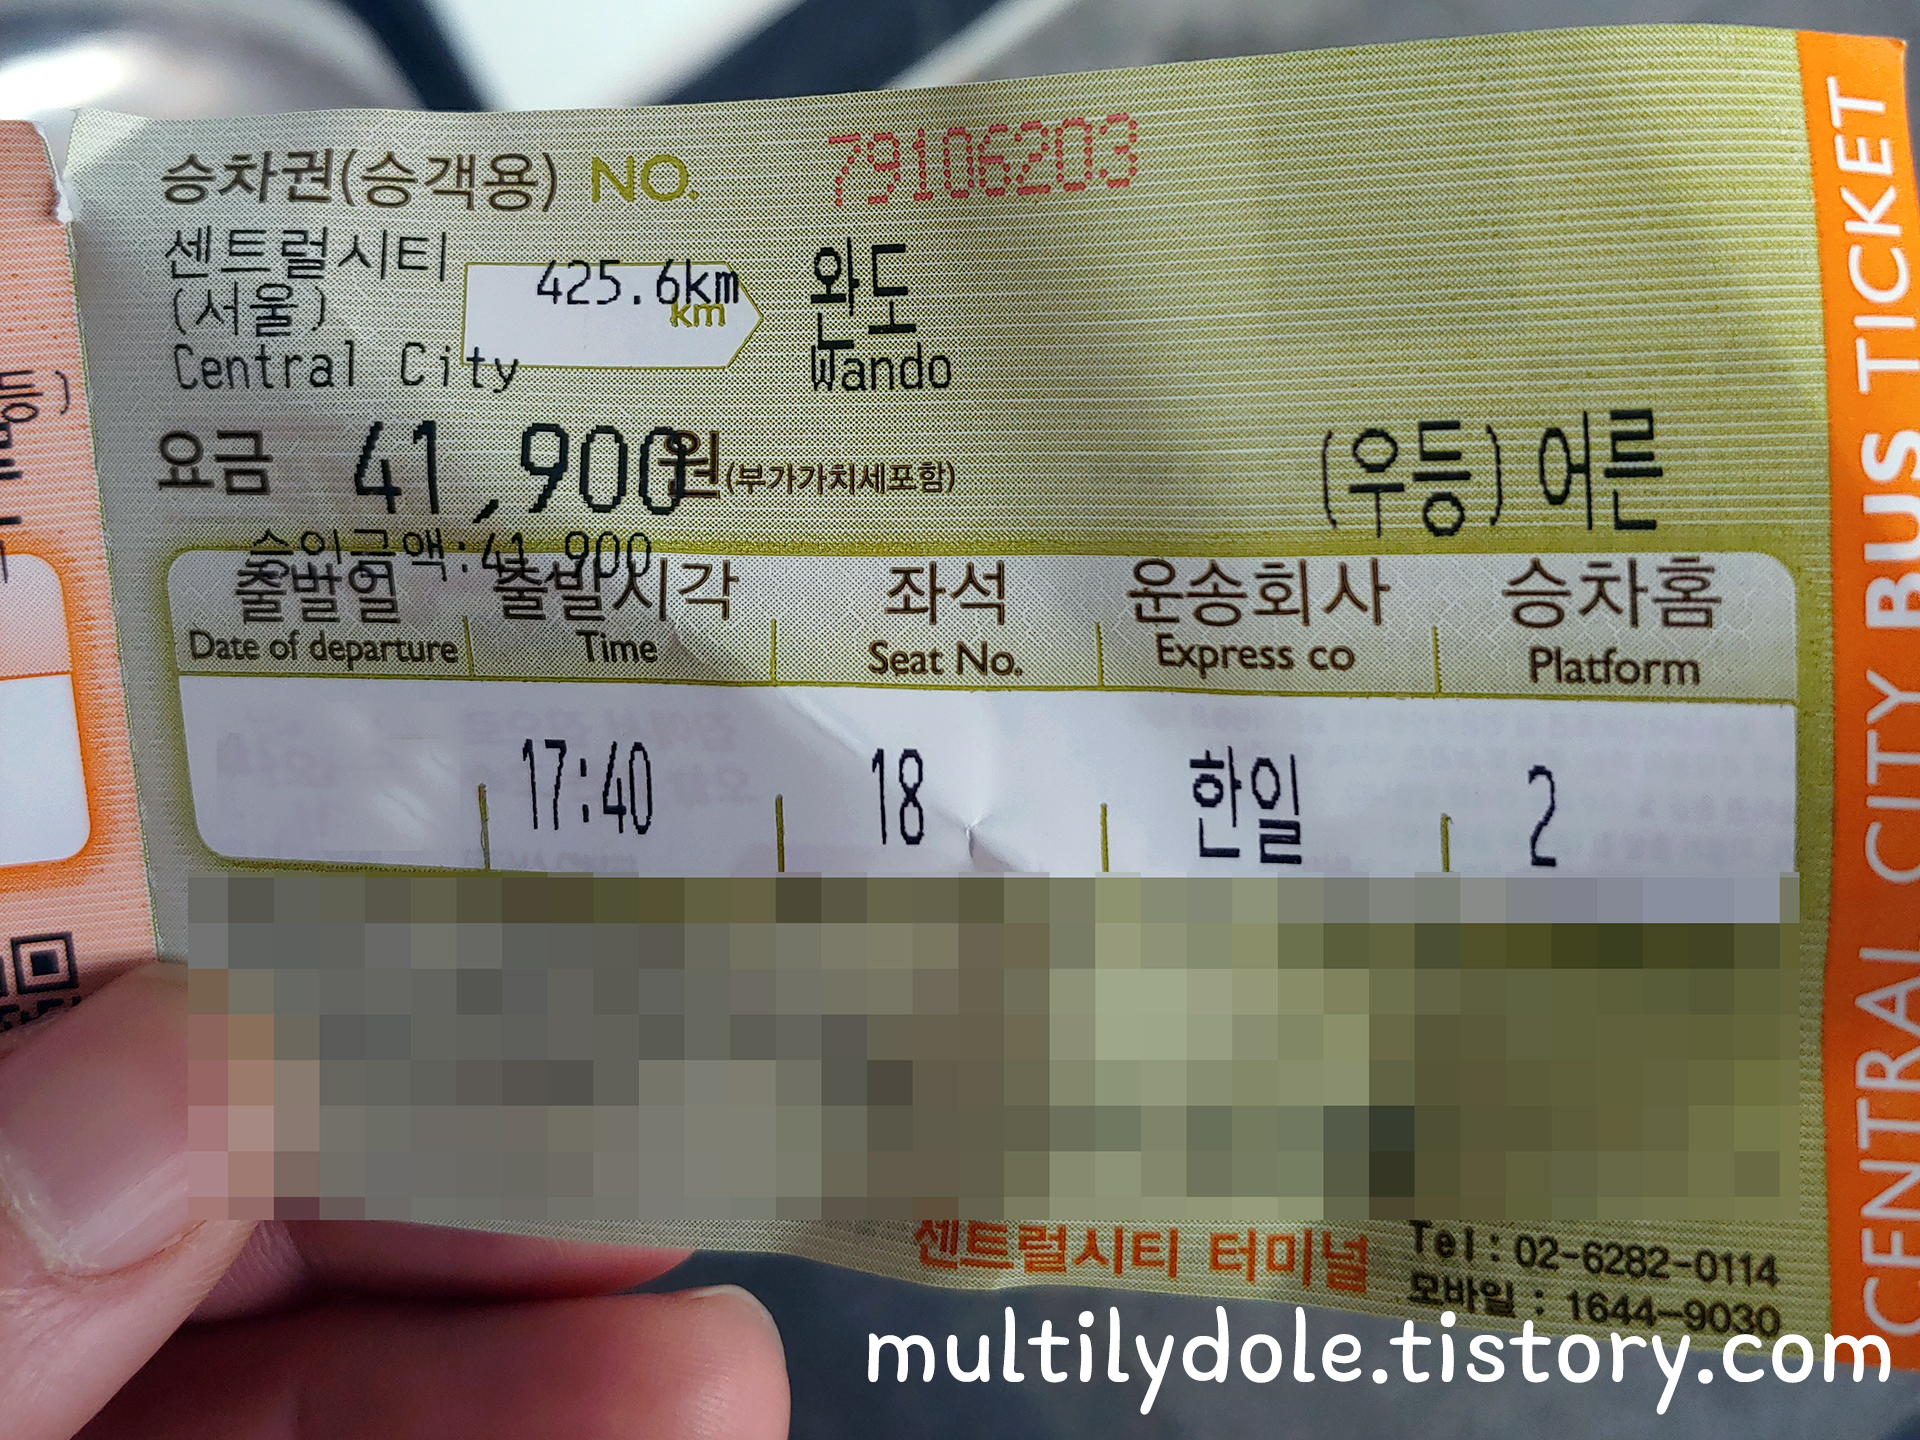 승차권(승객용) NO. 79106203
센트럴시티 425.6km 완도
km
(서울)
Central City Wando
요금 41,900원(부가가치세포함) (우등) 어른
승인금액:41,900
출발일 출발시각 좌석 운송회사 승차홈
Date of departure Time Seat No. Express co Platform
17:40 18 한일 2
센트럴시티 터미널 Tel : 02-6282-0114
모바일 : 1644-9030
CENTRAL CITY BUS TICKET
multilydole.tistory.com